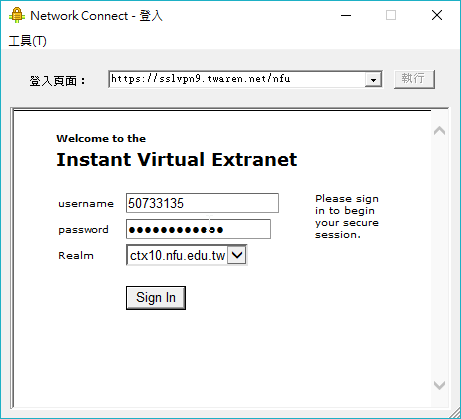 Network Connect - 登入
工具(T)
登入頁面：
https://sslvpn9.twaren.net/nfu
執行
Welcome to the
Instant Virtual Extranet
username
50733135
Please sign
in to begin
your secure
session.
password
●●●●●●●●●●●●
Realm
ctx10.nfu.edu.tw
Sign In